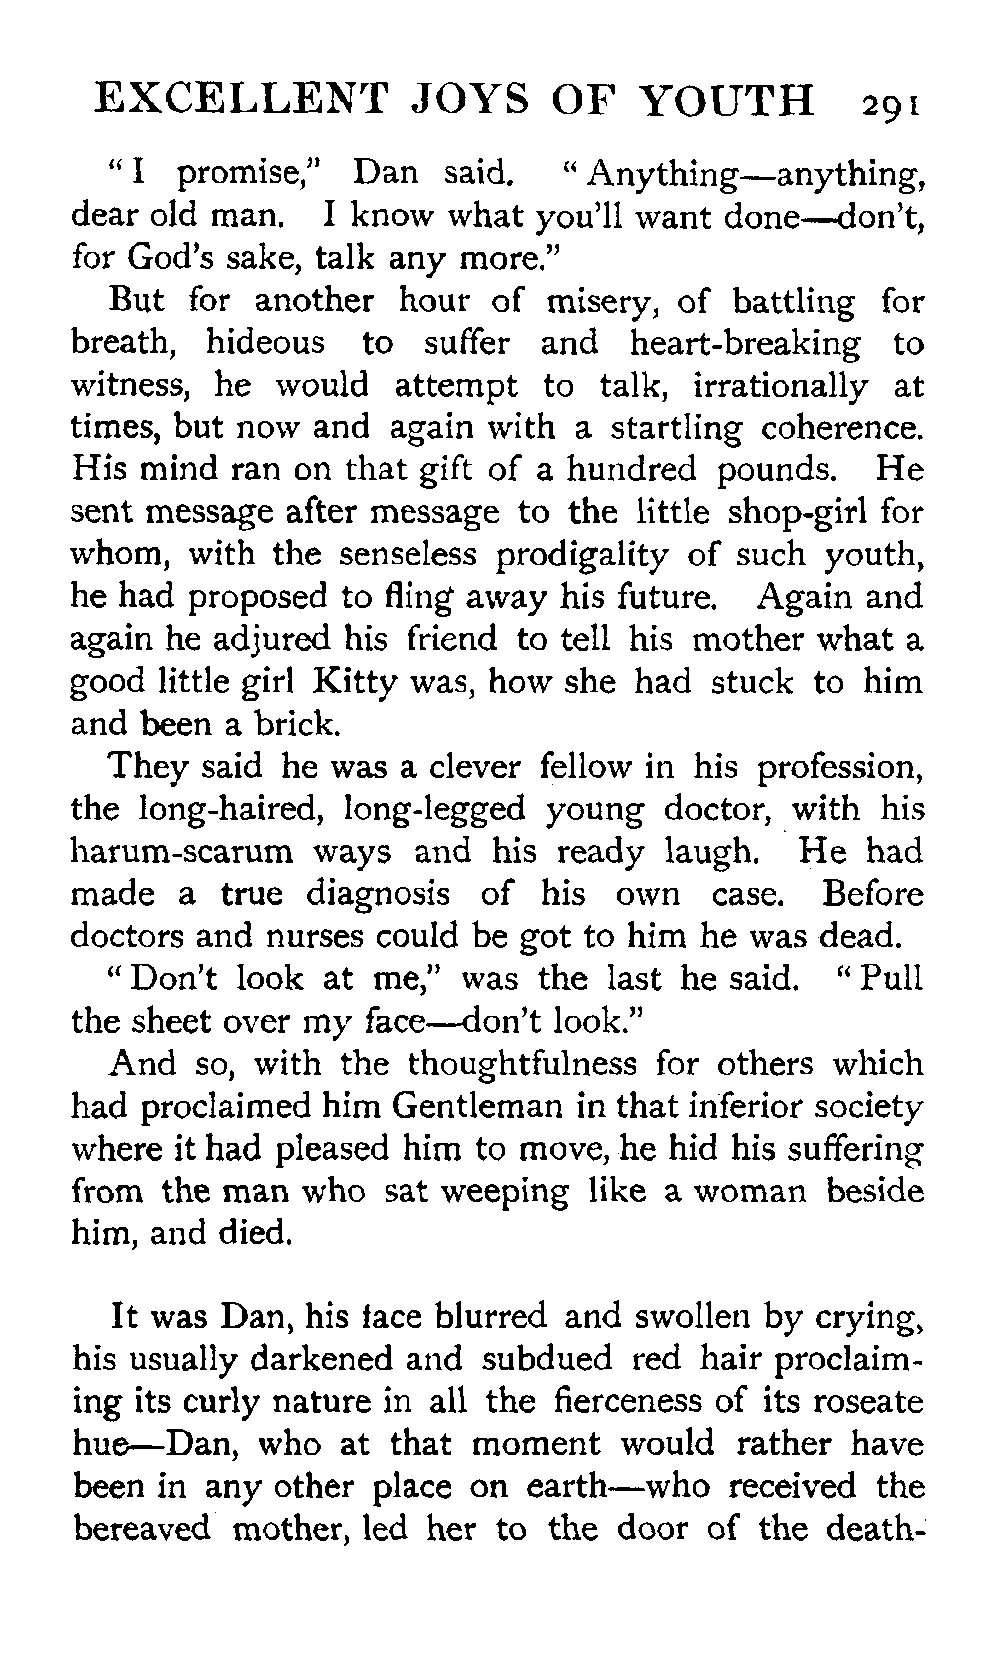 EXCELLENT JOYS OF YOUTH 291
“ I promise,” Dan said. “ Anything—anything,
dear old man. I know what you’ll want done—don’t,
for God’s sake, talk any more.”
But for another hour of misery, of battling for
breath, hideous to suffer and heart-breaking to
witness, he would attempt to talk, irrationally at
times, but now and again with a startling coherence.
His mind ran on that gift of a hundred pounds. He
sent message after message to the little shop-girl for
whom, with the senseless prodigality of such youth,
he had proposed to fling away his future. Again and
again he adjured his friend to tell his mother what a
good little girl Kitty was, how she had stuck to him
and been a brick.
They said he was a clever fellow in his profession,
the long-haired, long-legged young doctor, with his
harum-scarum ways and his ready laugh. He had
made a true diagnosis of his own case. Before
doctors and nurses could be got to him he was dead.
“ Don’t look at me,” was the last he said. “ Pull
the sheet over my face—don’t look.”
And so, with the thoughtfulness for others which
had proclaimed him Gentleman in that inferior society
where it had pleased him to move, he hid his suffering
from the man who sat weeping like a woman beside
him, and died.
It was Dan, his face blurred and swollen by crying,
his usually darkened and subdued red hair proclaim-
ing its curly nature in all the fierceness of its roseate
hue—Dan, who at that moment would rather have
been in any other place on earth—who received the
bereaved mother, led her to the door of the death-